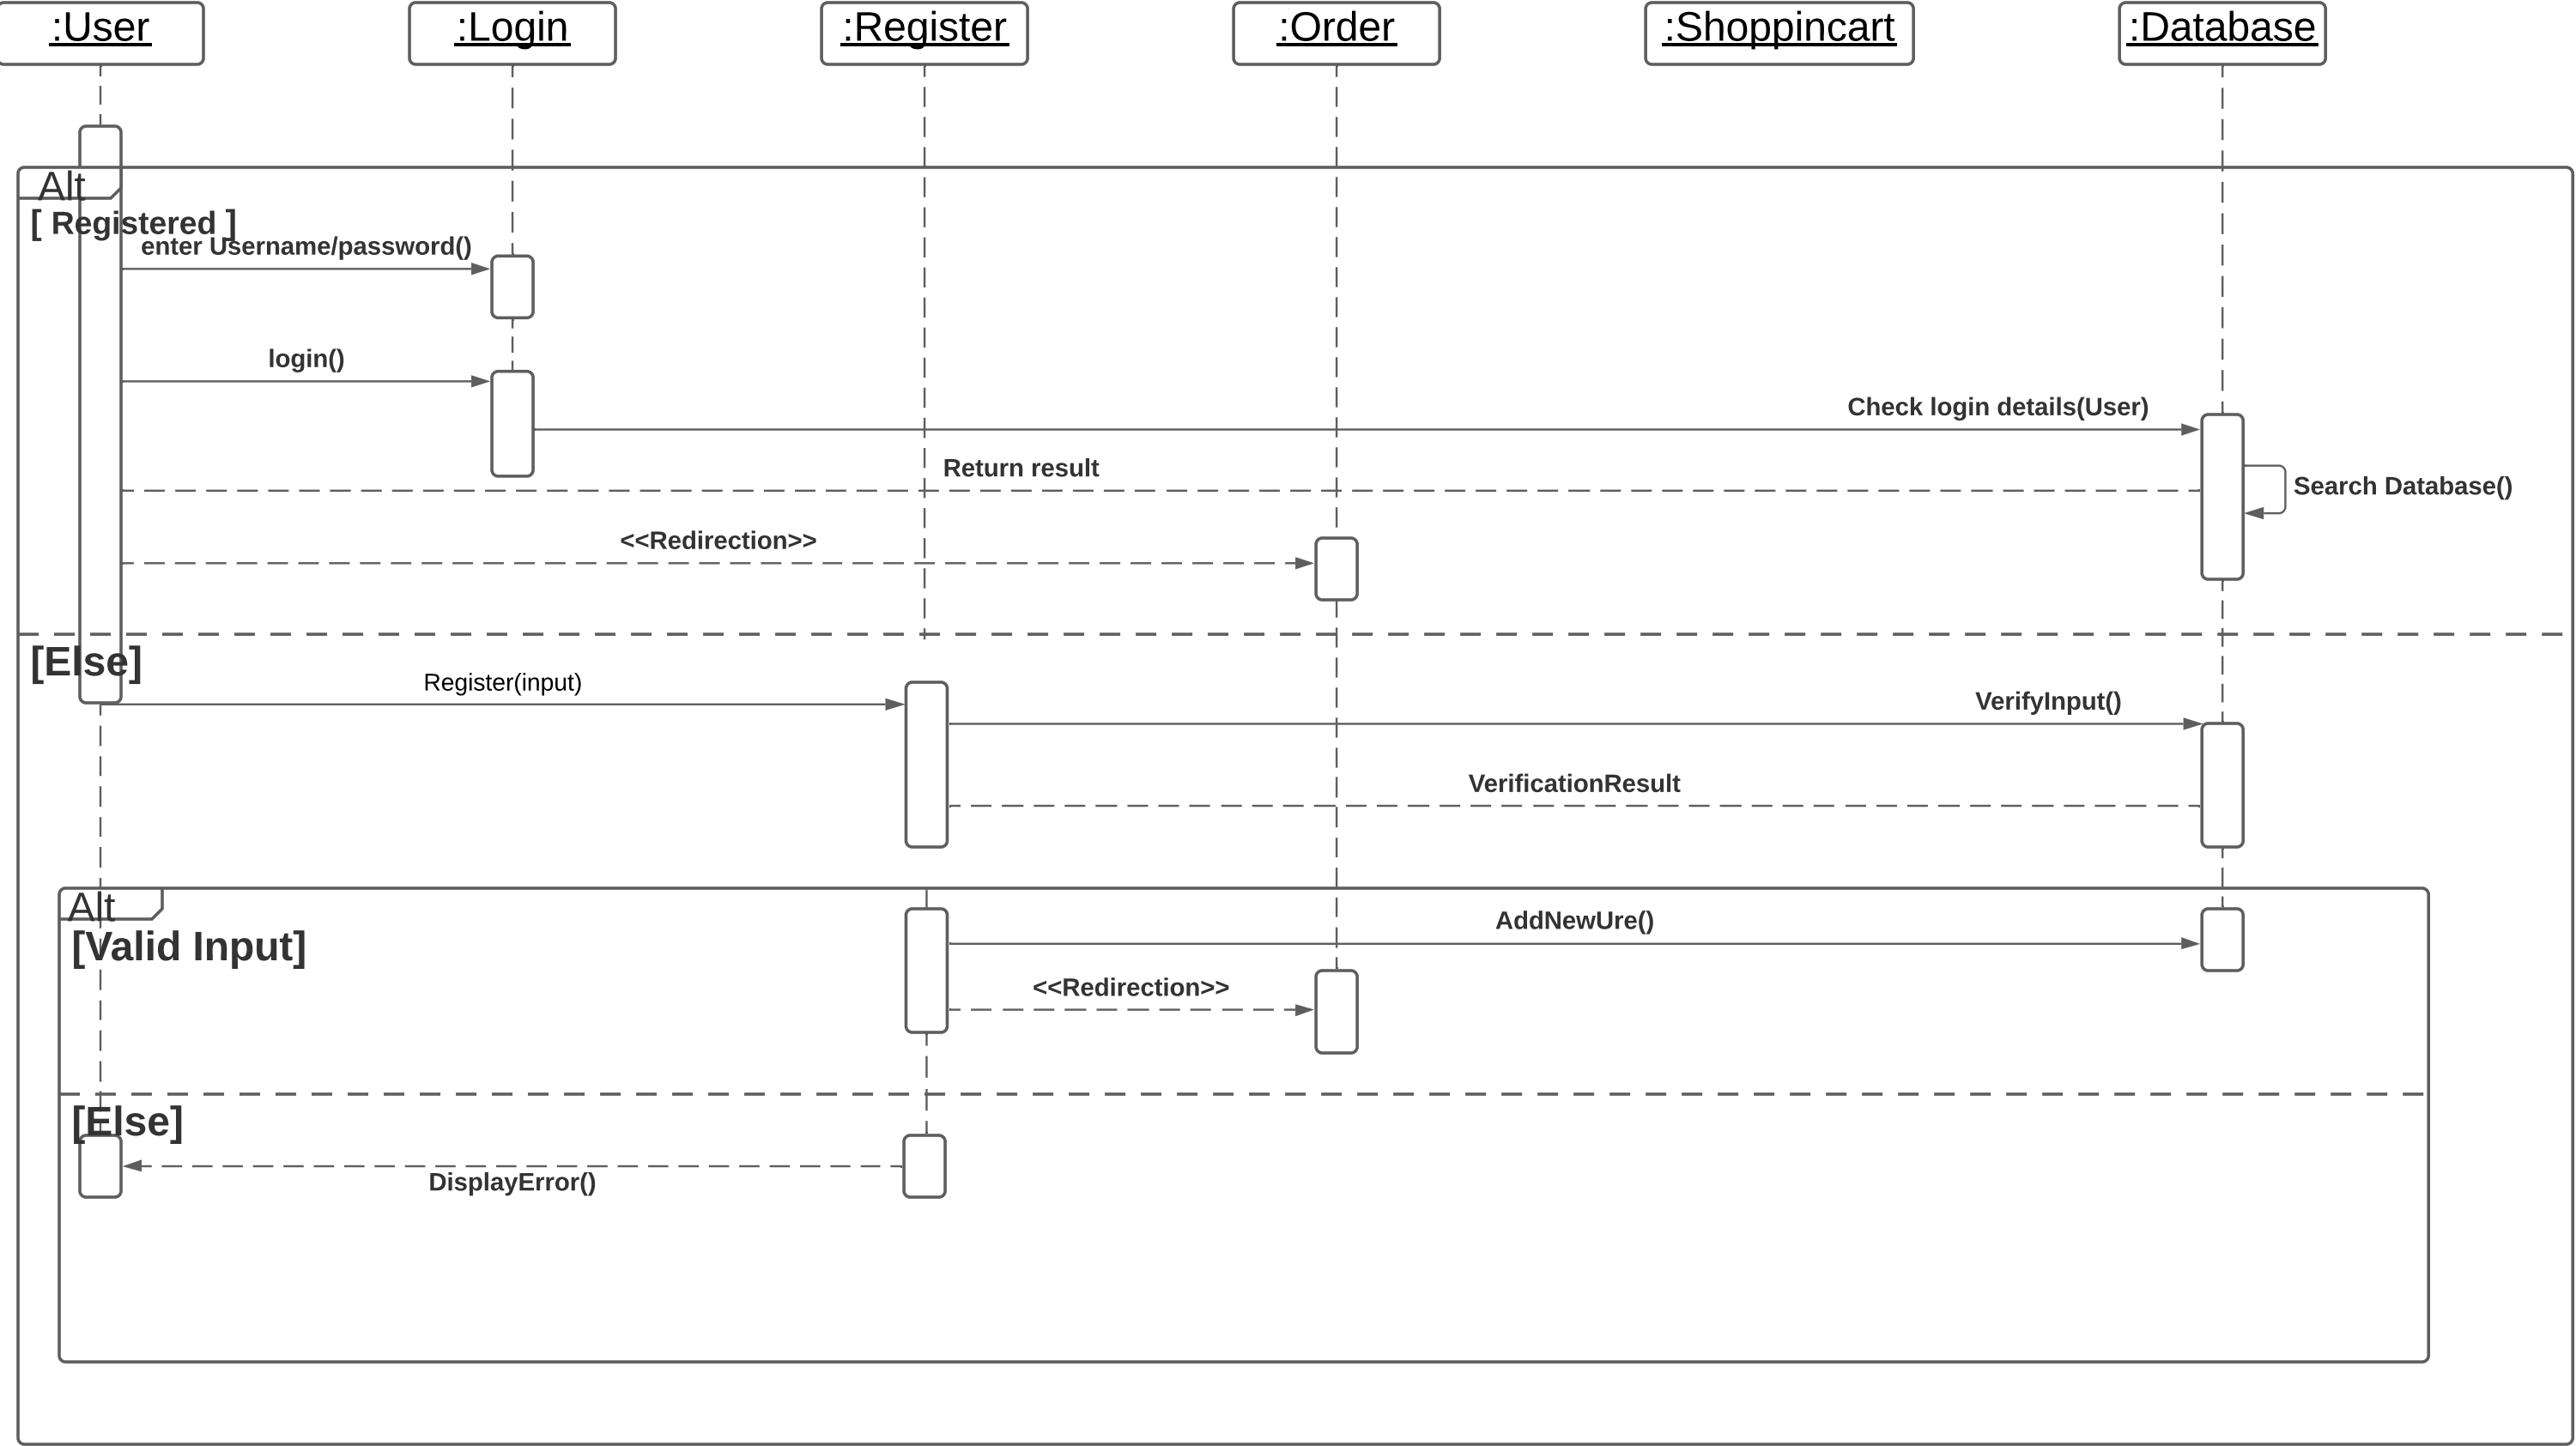 :User
:Login
:Register
:Order
:Shoppincart
:Database
Alt
[ Registered ]
enter Username/password()
login()
Check login details(User)
Return result
Search Database()
<<Redirection>>
[Else]
Register(input)
VerifyInput()
VerificationResult
Alt
[Valid Input]
AddNewUre()
<<Redirection>>
[Else]
DisplayError()